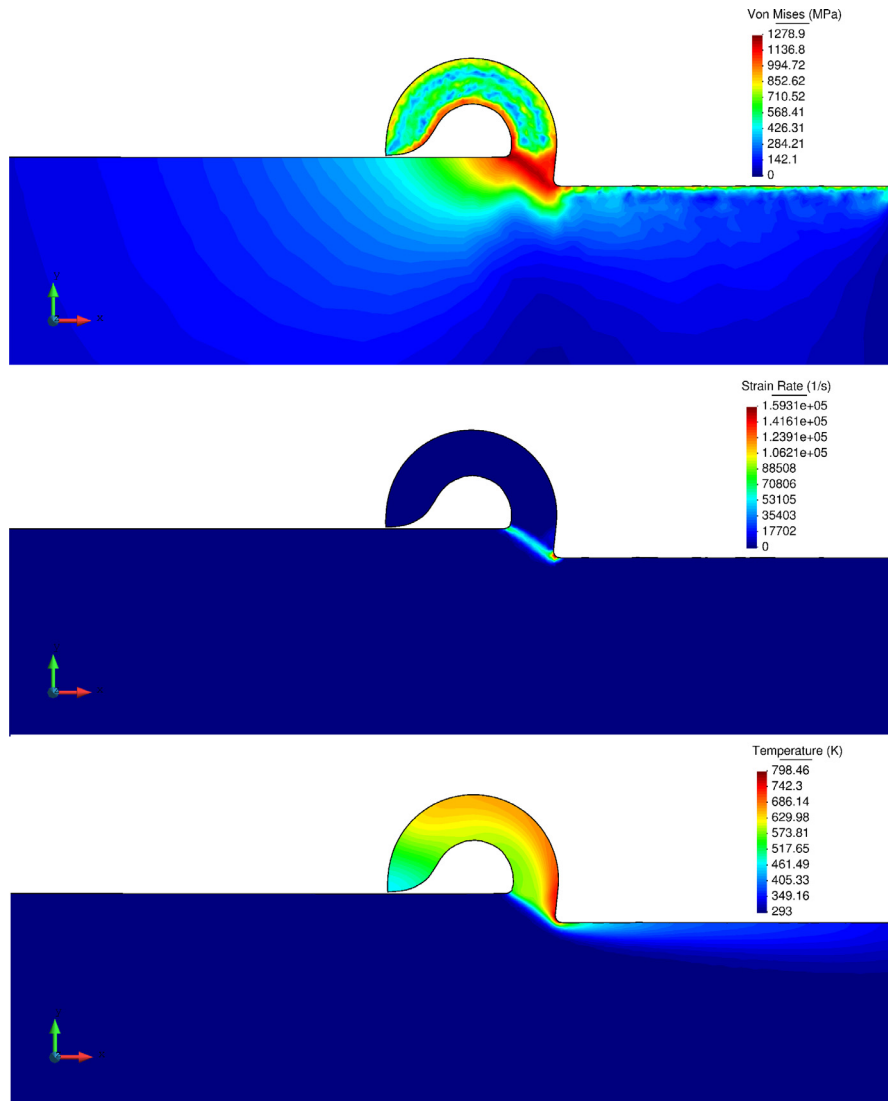 Von Mises (MPa)
1278.9
1136.8
994.72
852.62
710.52
568.41
426.31
284.21
142.1
0
Y
X
Strain Rate (1/s)
1.5931e+05
1.4161e+05
1.2391e+05
1.0621e+05
88508
70806
53105
35403
17702
0
Temperature (K)
798.46
742.3
686.14
629.98
573.81
517.65
461.49
405.33
349.16
293